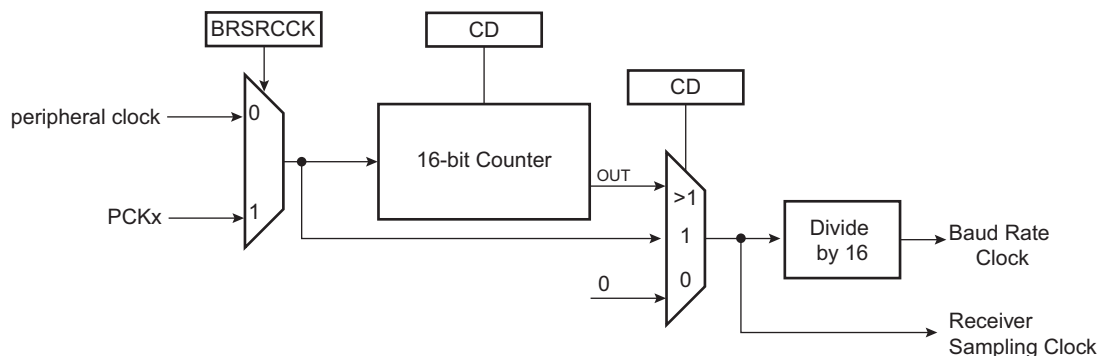 BRSRCCK
CD
CD
peripheral clock
0
16-bit Counter
OUT
>1
PCKx
1
1
Divide
by 16
Baud Rate
Clock
0
0
Receiver
Sampling Clock